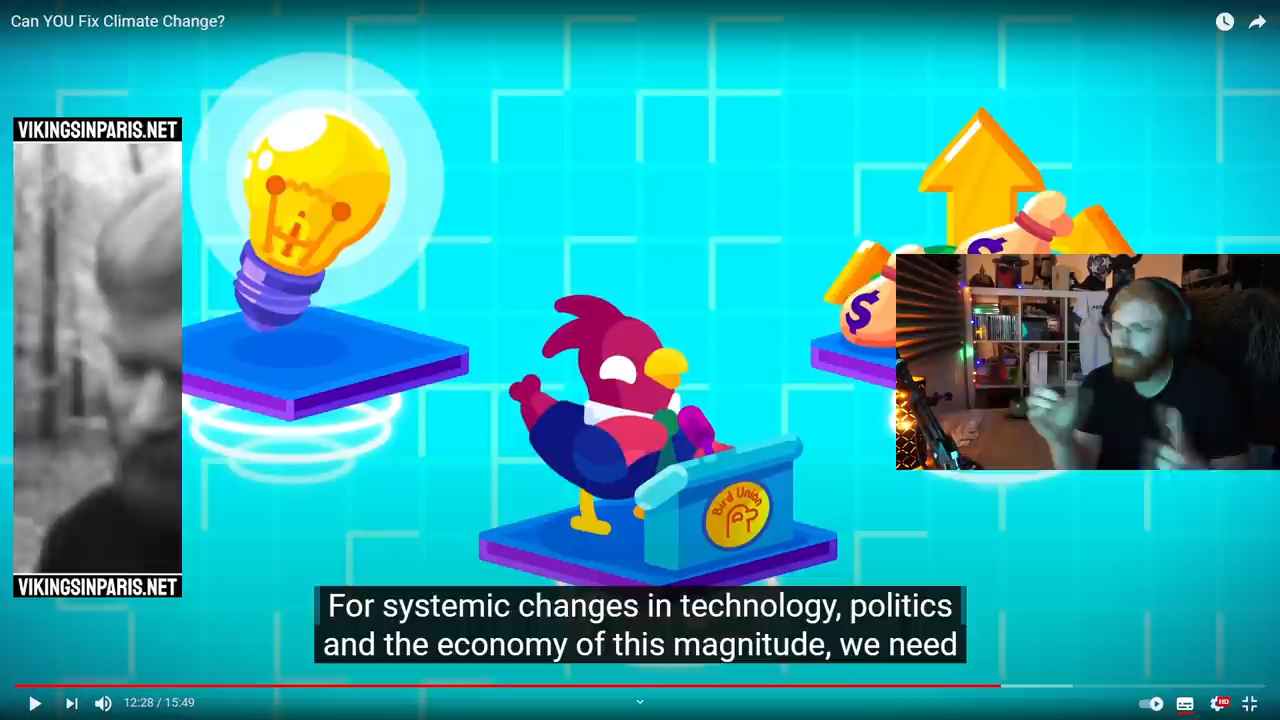 Can YOU Fix Climate Change?
VIKINGSINPARIS.NET
$
$
Bird Union
For systemic changes in technology, politics
and the economy of this magnitude, we need
VIKINGSINPARIS.NET
12:28 / 15:49
HD